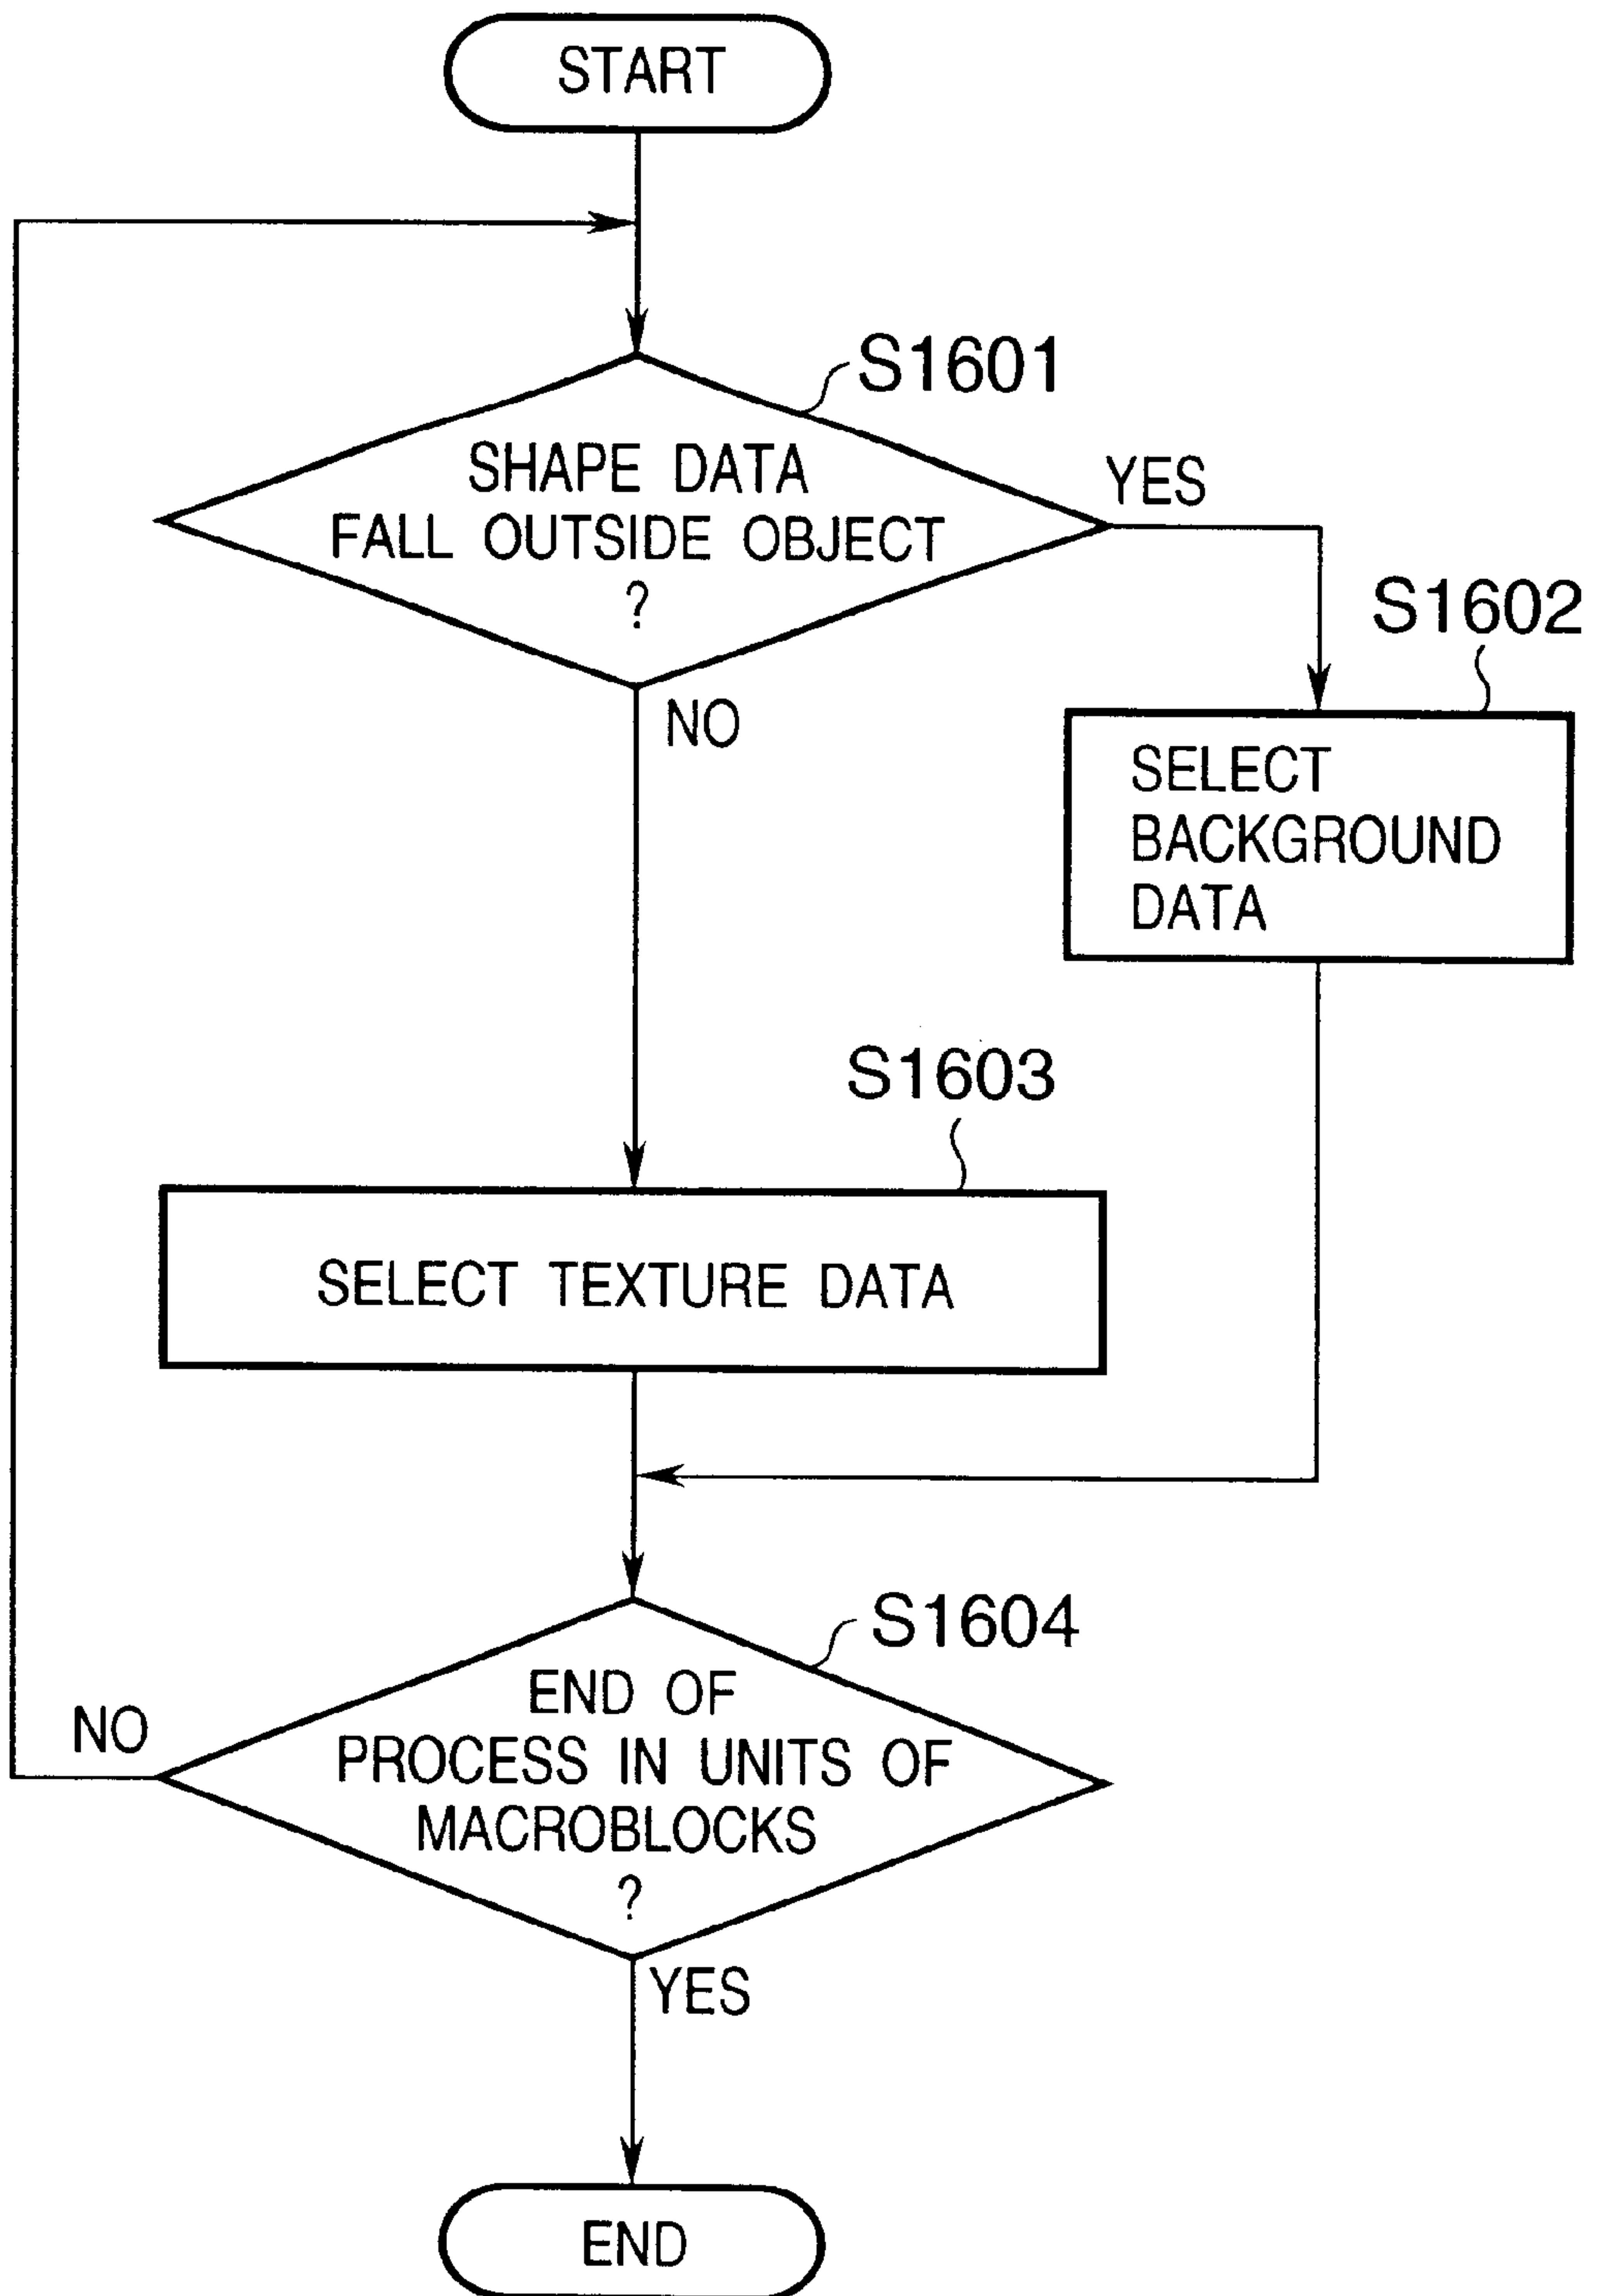 START
S1601
SHAPE DATA
FALL OUTSIDE OBJECT
?
YES
NO
S1602
SELECT
BACKGROUND
DATA
S1603
SELECT TEXTURE DATA
S1604
END OF
PROCESS IN UNITS OF
MACROBLOCKS
?
NO
YES
END